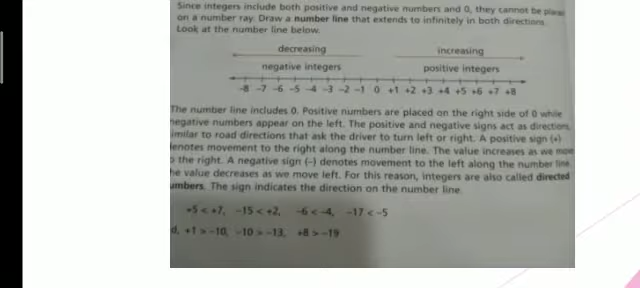 Since integers include both positive and negative numbers and 0, they cannot be placed
on a number ray. Draw a number line that extends to infinitely in both directions.
Look at the number line below.
decreasing increasing
negative integers positive integers
-8 -7 -6 -5 -4 -3 -2 -1 0 +1 +2 +3 +4 +5 +6 +7 +8
The number line includes 0. Positive numbers are placed on the right side of 0 while
negative numbers appear on the left. The positive and negative signs act as directions,
similar to road directions that ask the driver to turn left or right. A positive sign (+)
denotes movement to the right along the number line. The value increases as we move
to the right. A negative sign (–) denotes movement to the left along the number line.
he value decreases as we move left. For this reason, integers are also called directed
umbers. The sign indicates the direction on the number line.
+5 < +7, -15 < +2, -6 < -4, -17 < -5
d, +1 > -10, -10 > -13, +8 > -19